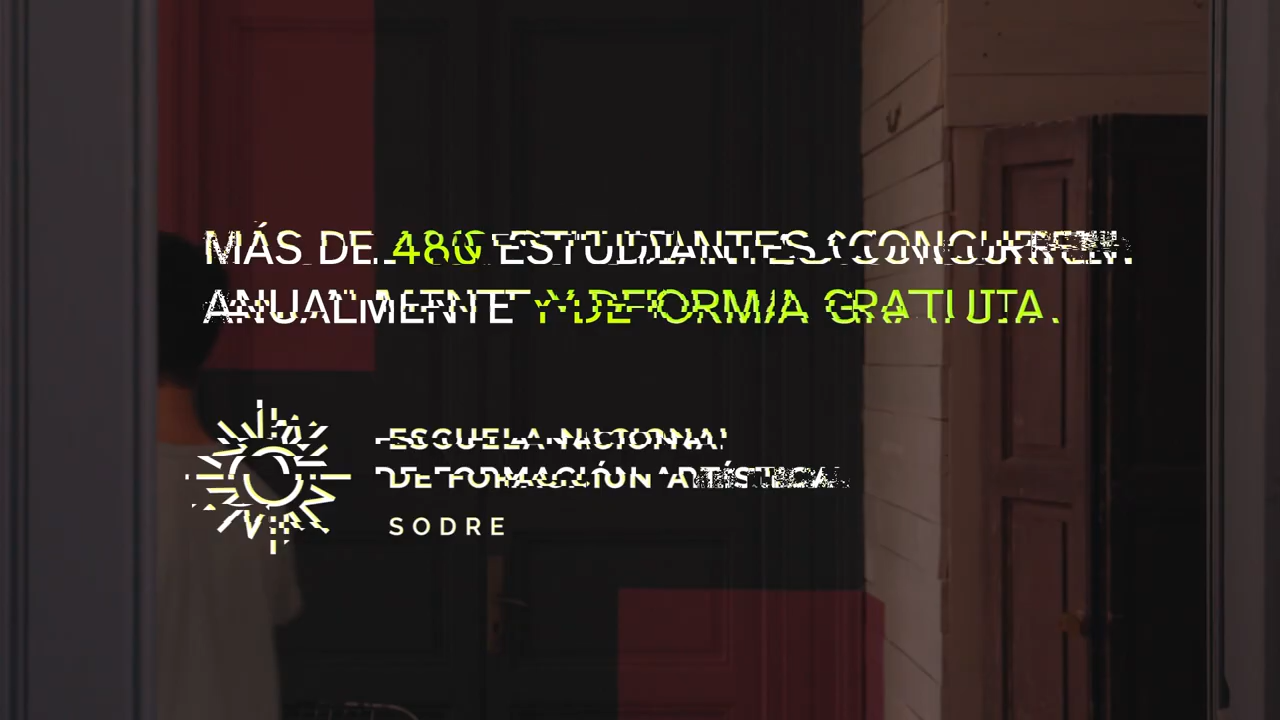 MÁS DE 480 ESTUDIANTES CONCURREN
ANUALMENTE Y DE FORMA GRATUITA.
ESCUELA NACIONAL
DE FORMACIÓN ARTÍSTICA
SODRE